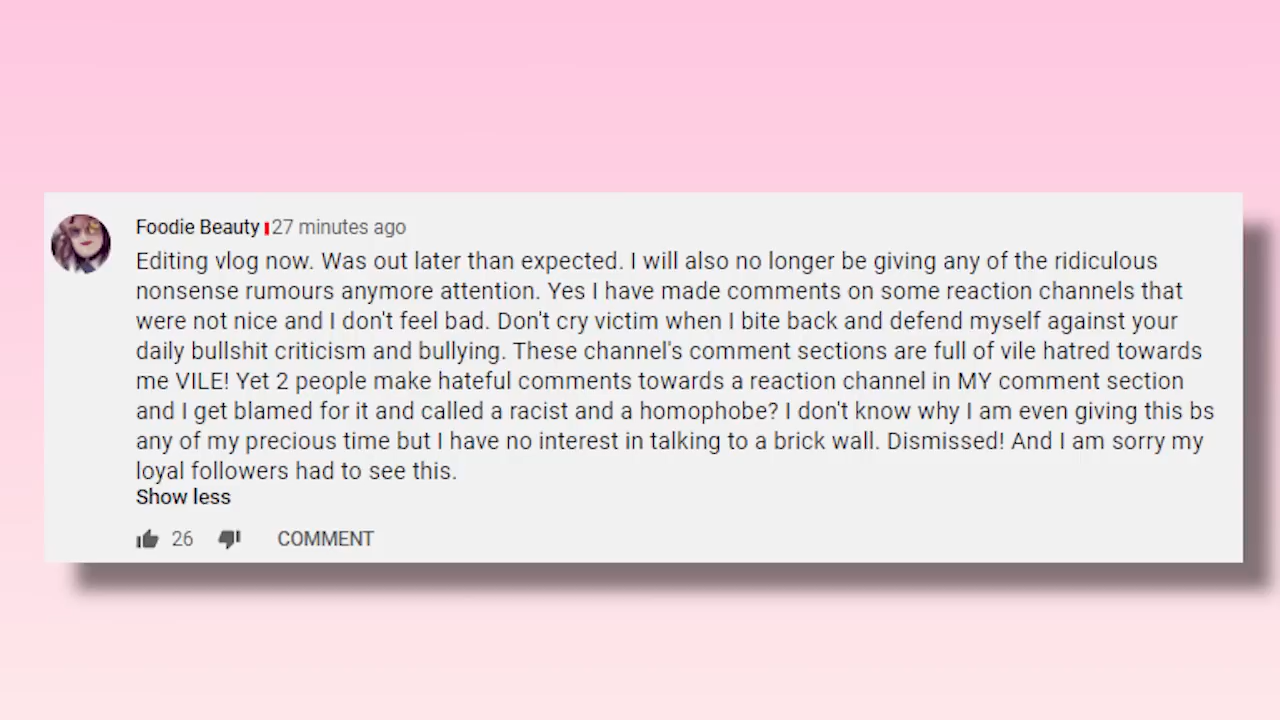 Foodie Beauty 27 minutes ago
Editing vlog now. Was out later than expected. I will also no longer be giving any of the ridiculous
nonsense rumours anymore attention. Yes I have made comments on some reaction channels that
were not nice and I don't feel bad. Don't cry victim when I bite back and defend myself against your
daily bullshit criticism and bullying. These channel's comment sections are full of vile hatred towards
me VILE! Yet 2 people make hateful comments towards a reaction channel in MY comment section
and I get blamed for it and called a racist and a homophobe? I don't know why I am even giving this bs
any of my precious time but I have no interest in talking to a brick wall. Dismissed! And I am sorry my
loyal followers had to see this.
Show less
26 COMMENT